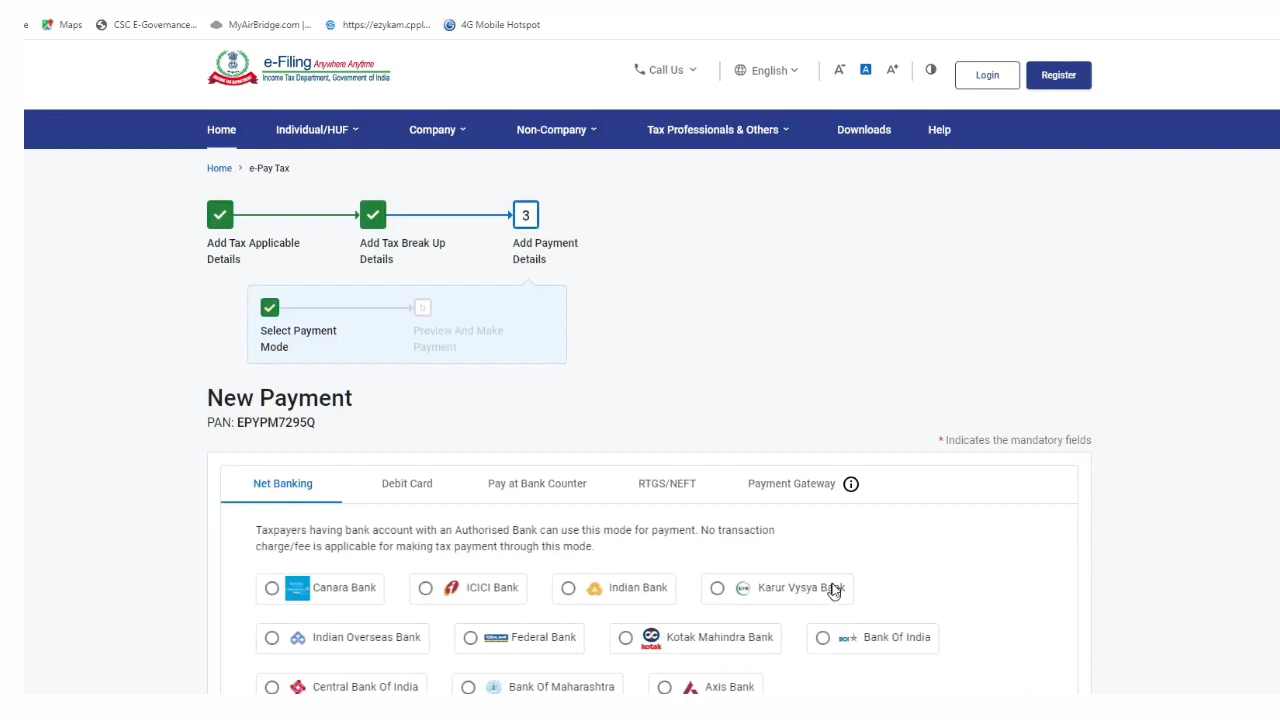 e Maps CSC E-Governance... MyAirBridge.com |... https://ezykam.cppl... 4G Mobile Hotspot
e-Filing Anywhere Anytime
Income Tax Department, Government of India
Call Us English A- A A+ Login Register
Home Individual/HUF Company Non-Company Tax Professionals & Others Downloads Help
Home > e-Pay Tax
3
Add Tax Applicable Details
Add Tax Break Up Details
Add Payment Details
b
Select Payment Mode
Preview And Make Payment
New Payment
PAN: EPYPM7295Q
* Indicates the mandatory fields
Net Banking Debit Card Pay at Bank Counter RTGS/NEFT Payment Gateway
Taxpayers having bank account with an Authorised Bank can use this mode for payment. No transaction
charge/fee is applicable for making tax payment through this mode.
Canara Bank ICICI Bank Indian Bank Karur Vysya Bank
Indian Overseas Bank Federal Bank kotak Kotak Mahindra Bank BOI Bank Of India
Central Bank Of India Bank Of Maharashtra Axis Bank